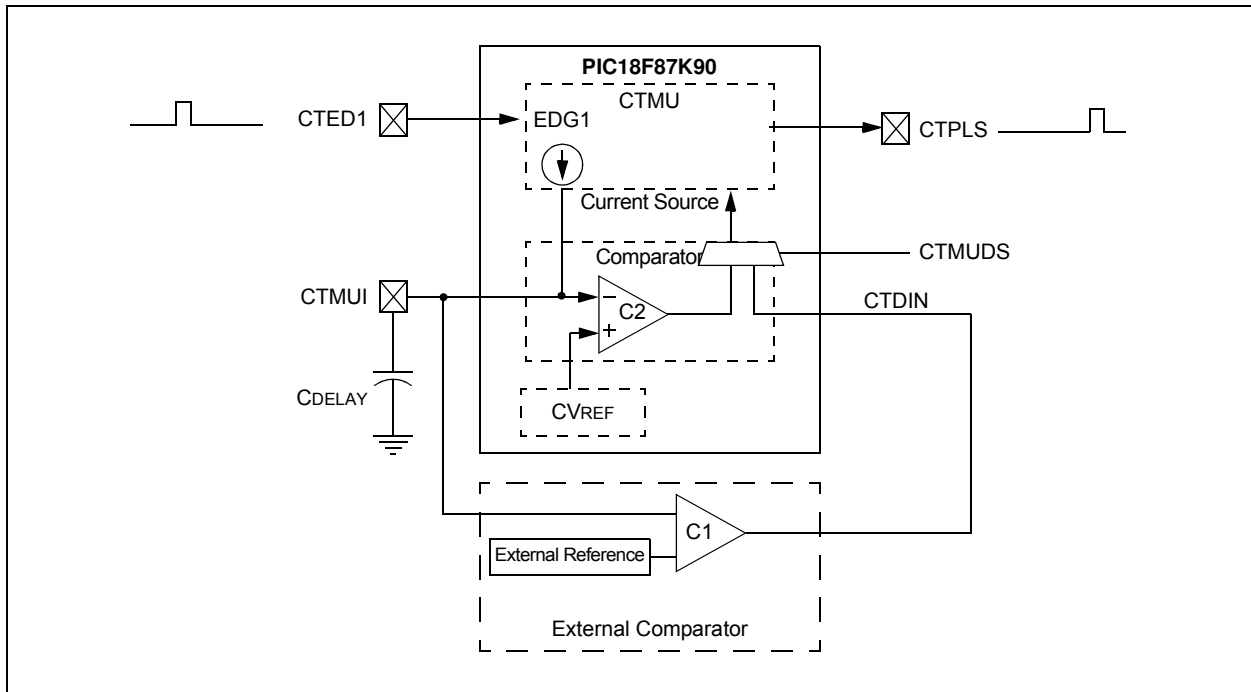 PIC18F87K90
CTMU
CTED1
EDG1
CTPLS
Current Source
Comparator
CTMUDS
CTMUI
C2
CTDIN
CDELAY
CVREF
C1
External Reference
External Comparator